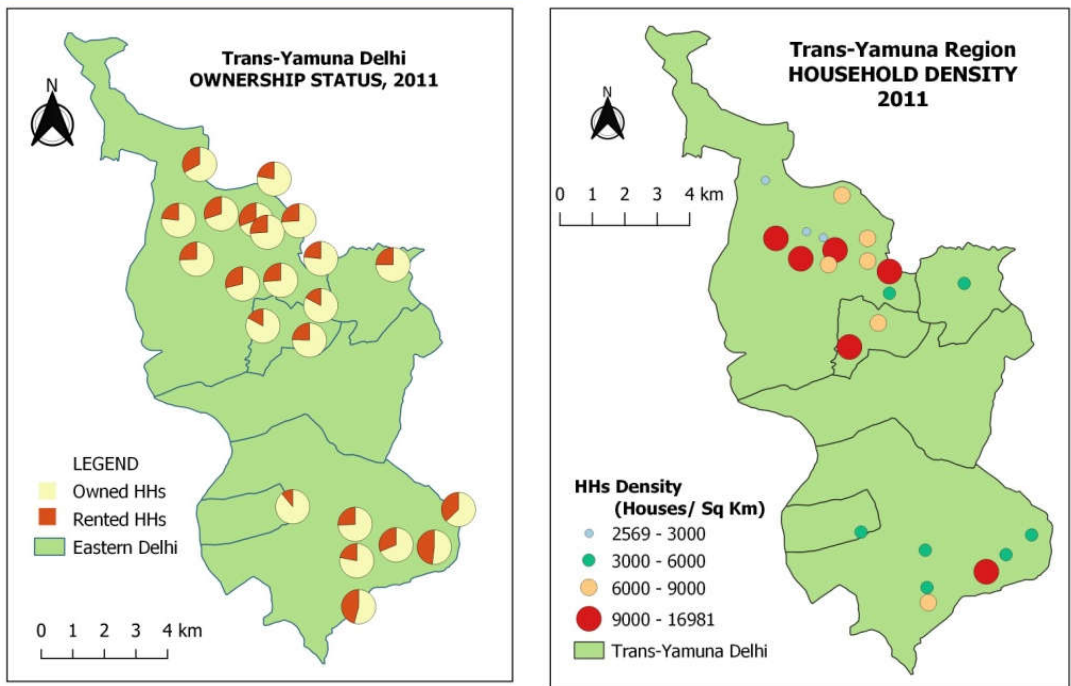 Trans-Yamuna Delhi
OWNERSHIP STATUS, 2011
N
LEGEND
Owned HHs
Rented HHs
Eastern Delhi
0 1 2 3 4 km
Trans-Yamuna Region
HOUSEHOLD DENSITY
2011
N
0 1 2 3 4 km
HHs Density
(Houses/ Sq Km)
2569 - 3000
3000 - 6000
6000 - 9000
9000 - 16981
Trans-Yamuna Delhi